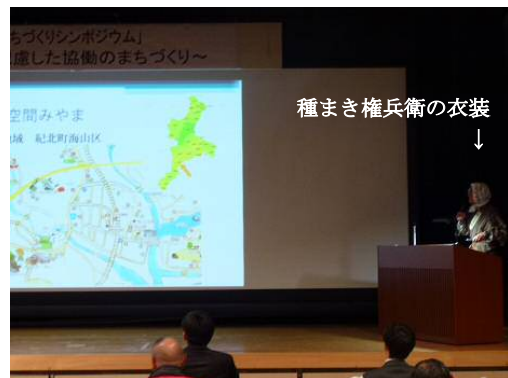 ちづくりシンポジウム」
慮した協働のまちづくり～
空間みやま
域　紀北町海山区
種まき権兵衛の衣装
↓